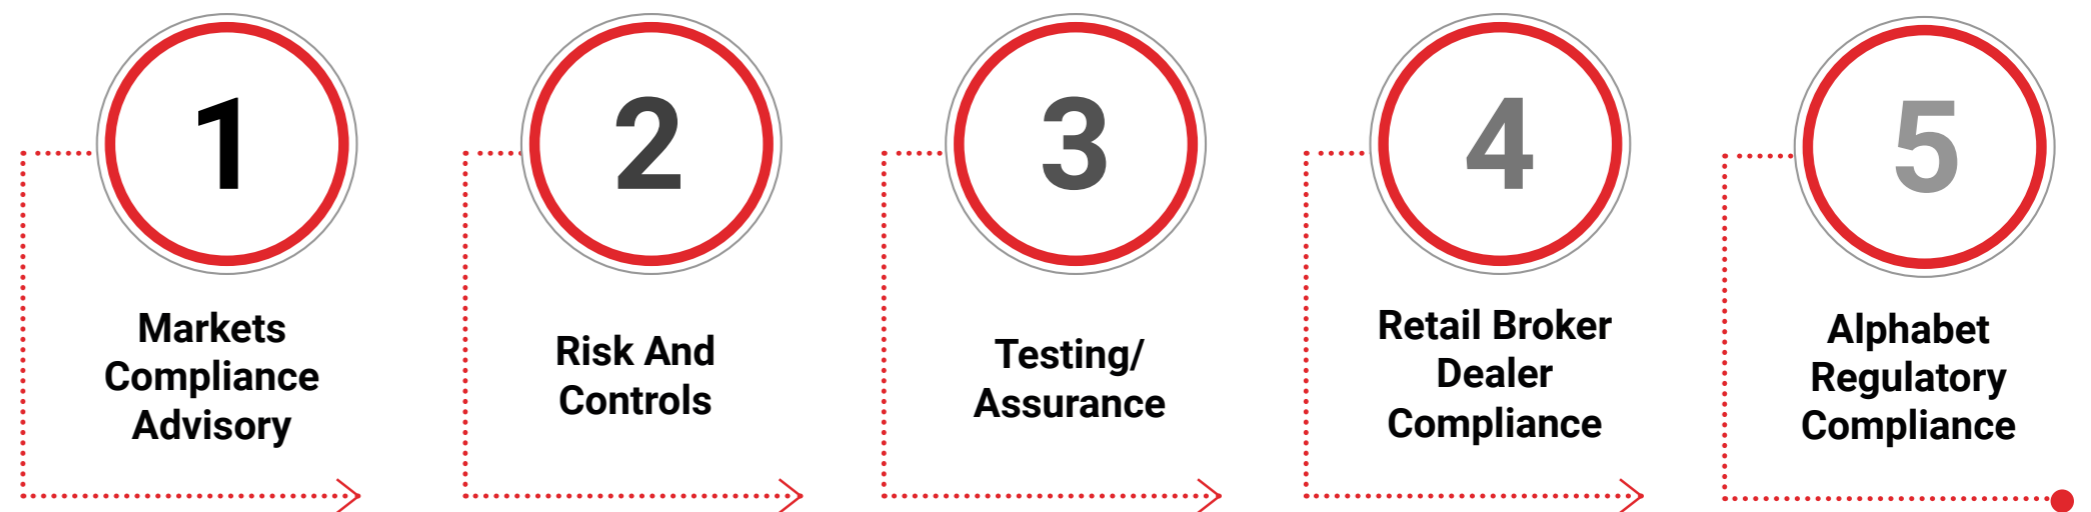 1
Markets
Compliance
Advisory
2
Risk And
Controls
3
Testing/
Assurance
4
Retail Broker
Dealer
Compliance
5
Alphabet
Regulatory
Compliance